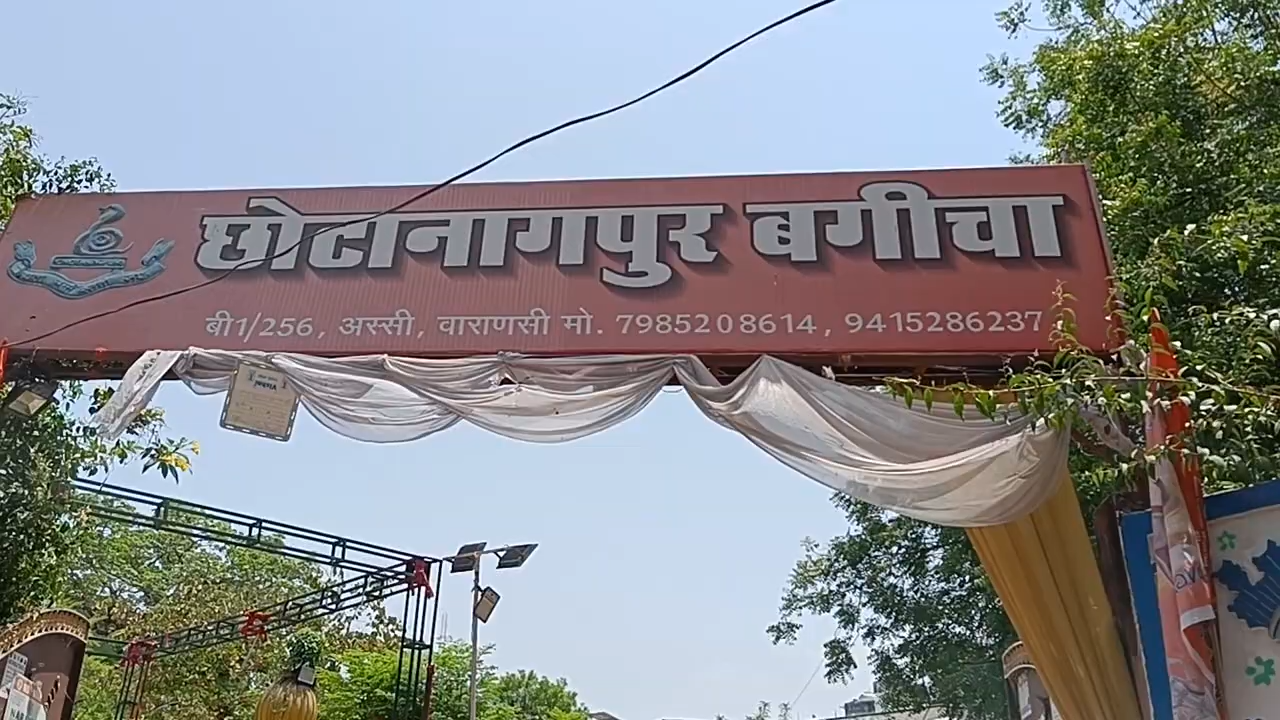 छोटानागपुर बगीचा
बी1/256, अस्सी, वाराणसी मो. 7985208614, 9415286237